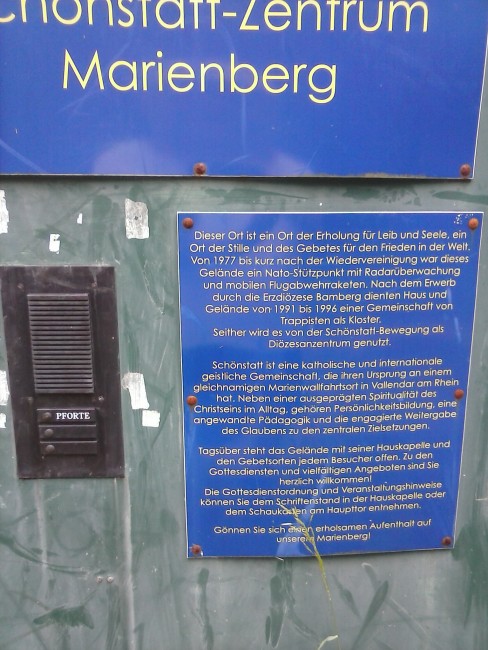 Schönstatt-Zentrum
Marienberg
Dieser Ort ist ein Ort der Erholung für Leib und Seele, ein
Ort der Stille und des Gebetes für den Frieden in der Welt.
Von 1977 bis kurz nach der Wiedervereinigung war dieses
Gelände ein Nato-Stützpunkt mit Radarüberwachung
und mobilen Flugabwehrraketen. Nach dem Erwerb
durch die Erzdiözese Bamberg dienten Haus und
Gelände von 1991 bis 1996 einer Gemeinschaft von
Trappisten als Kloster.
Seither wird es von der Schönstatt-Bewegung als
Diözesanzentrum genutzt.
Schönstatt ist eine katholische und internationale
geistliche Gemeinschaft, die ihren Ursprung an einem
gleichnamigen Marienwallfahrtsort in Vallendar am Rhein
hat. Neben einer ausgeprägten Spiritualität des
Christseins im Alltag, gehören Persönlichkeitsbildung, eine
angewandte Pädagogik und die engagierte Weitergabe
des Glaubens zu den zentralen Zielsetzungen.
Tagsüber steht das Gelände mit seiner Hauskapelle und
den Gebetsorten jedem Besucher offen. Zu den
Gottesdiensten und vielfältigen Angeboten sind Sie
herzlich willkommen!
Die Gottesdienstordnung und Veranstaltungshinweise
können Sie dem Schriftenstand in der Hauskapelle oder
dem Schaukasten am Haupttor entnehmen.
Gönnen Sie sich einen erholsamen Aufenthalt auf
unserem Marienberg!
PFORTE